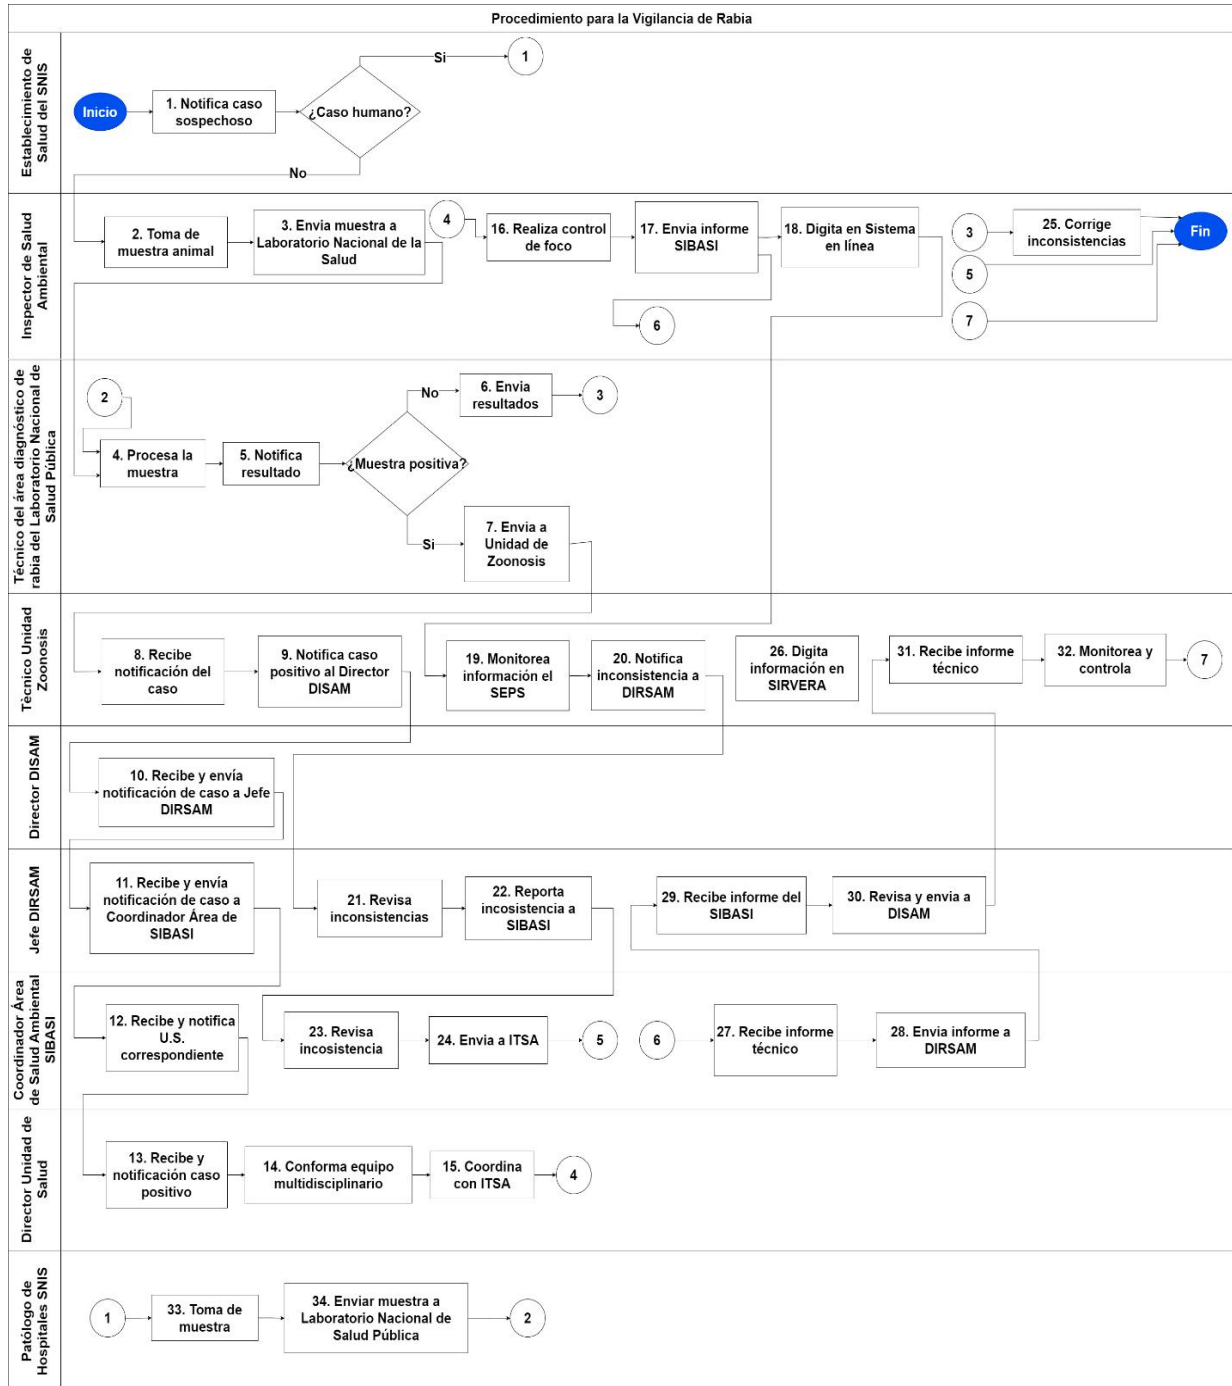 Procedimiento para la Vigilancia de Rabia
Establecimiento de
Salud del SNIS
Inicio
1. Notifica caso
sospechoso
¿Caso humano?
Si
1
No
Inspector de Salud
Ambiental
2. Toma de
muestra animal
3. Envia muestra a
Laboratorio Nacional de la
Salud
4
16. Realiza control
de foco
17. Envia informe
SIBASI
18. Digita en Sistema
en línea
6
3
25. Corrige
inconsistencias
Fin
5
7
Técnico del área diagnóstico de
rabia del Laboratorio Nacional de
Salud Pública
2
4. Procesa la
muestra
5. Notifica
resultado
¿Muestra positiva?
No
6. Envia
resultados
3
Si
7. Envia a
Unidad de
Zoonosis
Tècnico Unidad
Zoonosis
8. Recibe
notificación del
caso
9. Notifica caso
positivo al Director
DISAM
19. Monitorea
información el
SEPS
20. Notifica
inconsistencia a
DIRSAM
26. Digita
información en
SIRVERA
31. Recibe informe
técnico
32. Monitorea y
controla
7
Director DISAM
10. Recibe y envía
notificación de caso a Jefe
DIRSAM
Jefe DIRSAM
11. Recibe y envía
notificación de caso a
Coordinador Área de
SIBASI
21. Revisa
inconsistencias
22. Reporta
incosistencia a
SIBASI
29. Recibe informe del
SIBASI
30. Revisa y envia a
DISAM
Coordinador Área
de Salud Ambiental
SIBASI
12. Recibe y notifica
U.S. correspondiente
23. Revisa
incosistencia
24. Envia a ITSA
5
6
27. Recibe informe
técnico
28. Envia informe a
DIRSAM
Director Unidad de
Salud
13. Recibe y
notificación caso
positivo
14. Conforma equipo
multidisciplinario
15. Coordina
con ITSA
4
Patólogo de
Hospitales SNIS
1
33. Toma de
muestra
34. Enviar muestra a
Laboratorio Nacional de
Salud Pública
2